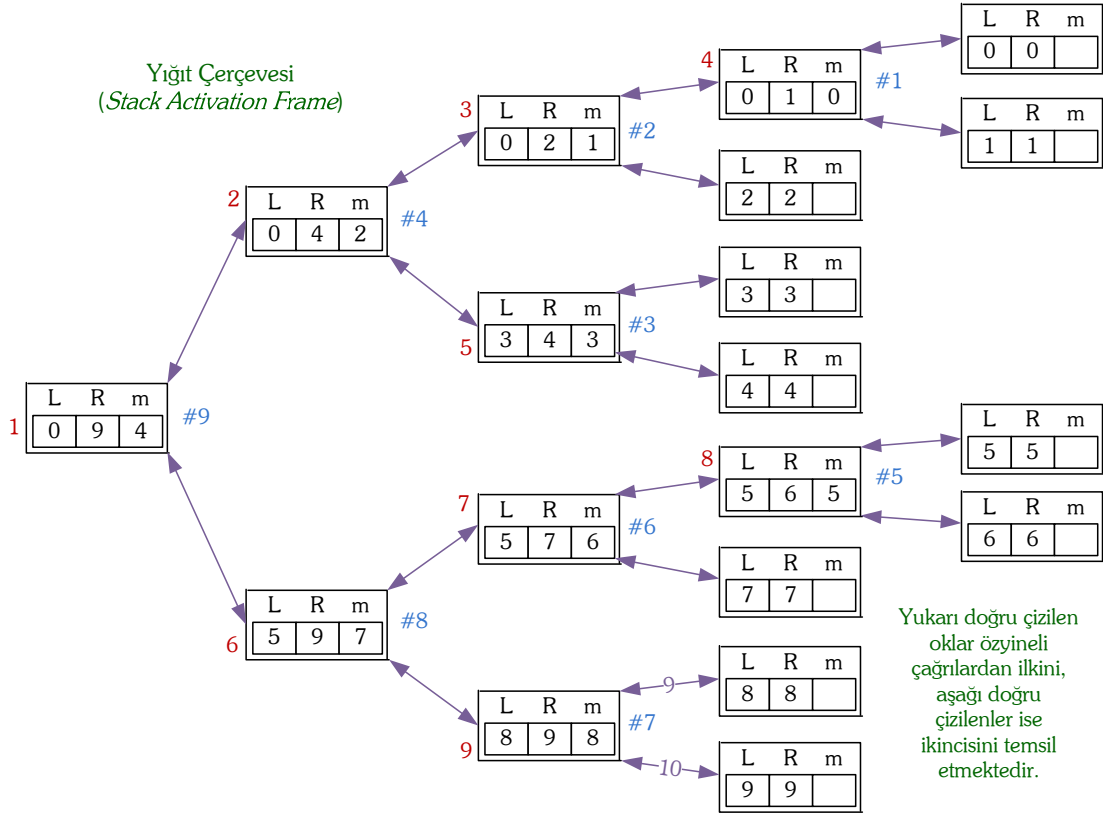 Yığıt Çerçevesi
(Stack Activation Frame)
1
L R m
0 9 4
#9
2
L R m
0 4 2
#4
3
L R m
0 2 1
#2
4
L R m
0 1 0
#1
L R m
0 0
L R m
1 1
L R m
2 2
5
L R m
3 4 3
#3
L R m
3 3
L R m
4 4
6
L R m
5 9 7
#8
7
L R m
5 7 6
#6
8
L R m
5 6 5
#5
L R m
5 5
L R m
6 6
L R m
7 7
9
L R m
8 9 8
#7
9
L R m
8 8
10
L R m
9 9
Yukarı doğru çizilen
oklar özyineli
çağrılardan ilkini,
aşağı doğru
çizilenler ise
ikincisini temsil
etmektedir.